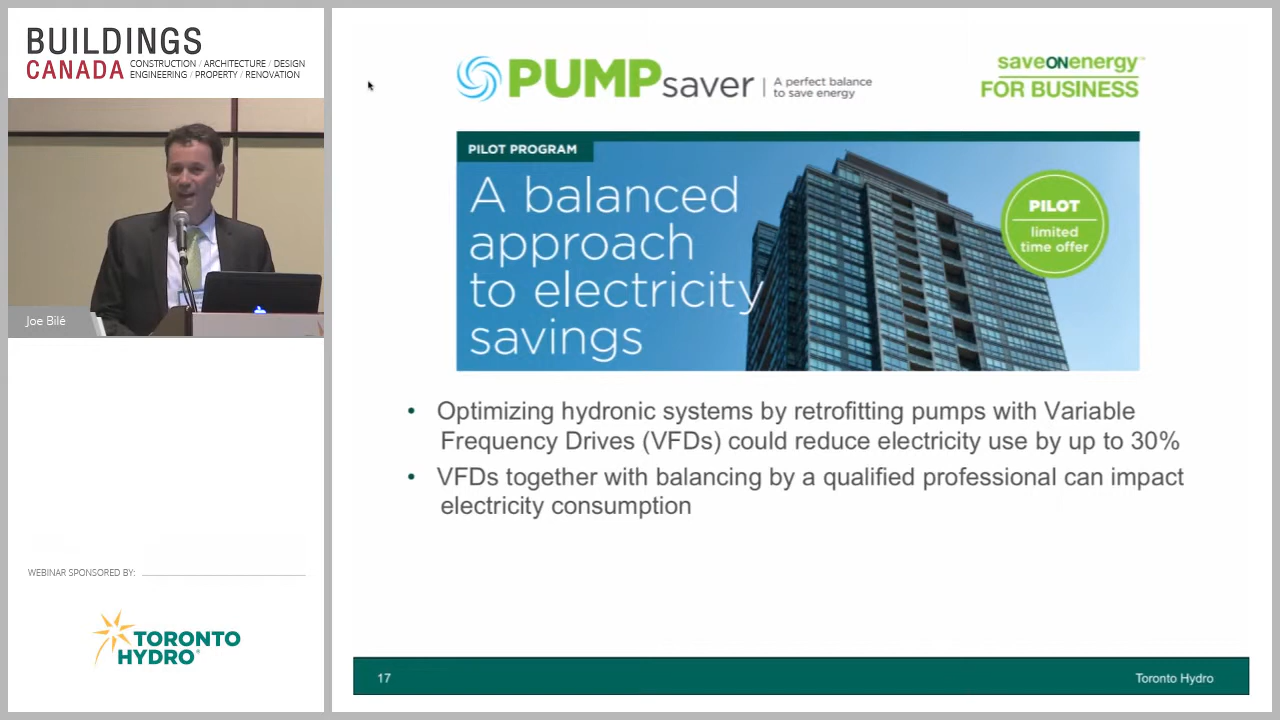 BUILDINGS
CANADA
CONSTRUCTION / ARCHITECTURE / DESIGN
ENGINEERING / PROPERTY / RENOVATION
Joe Bilé
WEBINAR SPONSORED BY:
TORONTO
HYDRO®
PUMPsaver
A perfect balance
to save energy
saveONenergy™
FOR BUSINESS
PILOT PROGRAM
A balanced
approach
to electricity
savings
PILOT
limited
time offer
• Optimizing hydronic systems by retrofitting pumps with Variable
Frequency Drives (VFDs) could reduce electricity use by up to 30%
• VFDs together with balancing by a qualified professional can impact
electricity consumption
17
Toronto Hydro